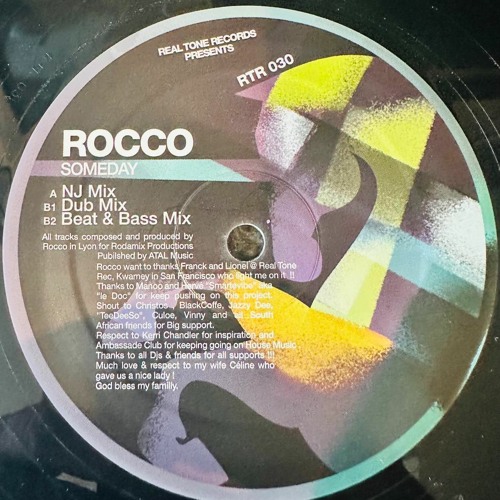 REAL TONE RECORDS
PRESENTS
RTR 030
ROCCO
SOMEDAY
A NJ Mix
B1 Dub Mix
B2 Beat & Bass Mix
All tracks composed and produced by
Rocco In Lyon for Rodamix Productions
Published by ATAL Music
Rocco want to thanks Franck and Lionel @ Real Tone
Rec, Kwamey in San Francisco who light me on it !!
Thanks to Manoo and Hervé "Smartevibe" aka
"le Doc" for keep pushing on this project.
Shout to Christos, BlackCoffe, Jazzy Dee,
"TeeDeeSo", Culoe, Vinny and all South
African friends for Big support.
Respect to Kerri Chandler for inspiration and
Ambassade Club for keeping going on House Music
Thanks to all Djs & friends for all supports !!!
Much love & respect to my wife Céline who
gave us a nice lady !
God bless my familly.